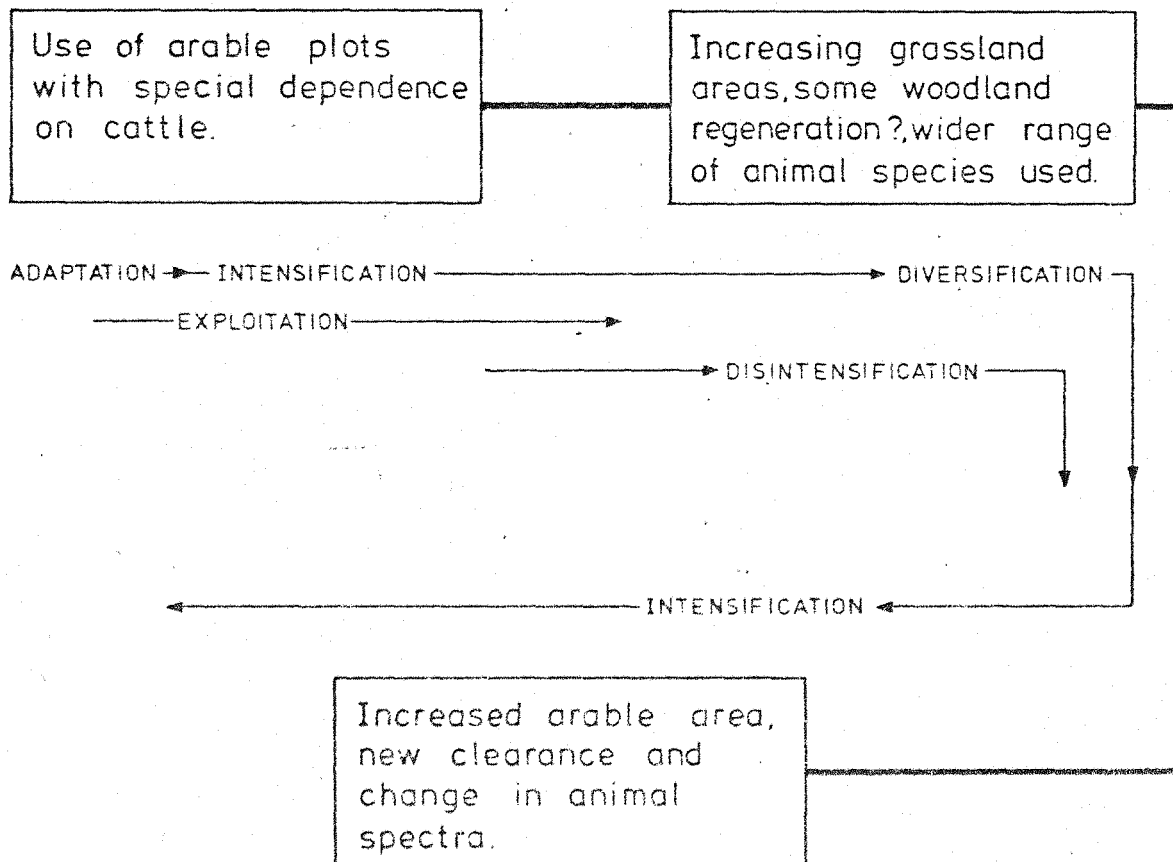 Use of arable plots
with special dependence
on cattle.
Increasing grassland
areas,some woodland
regeneration?,wider range
of animal species used.
ADAPTATION INTENSIFICATION DIVERSIFICATION
EXPLOITATION
DISINTENSIFICATION
INTENSIFICATION
Increased arable area,
new clearance and
change in animal
spectra.